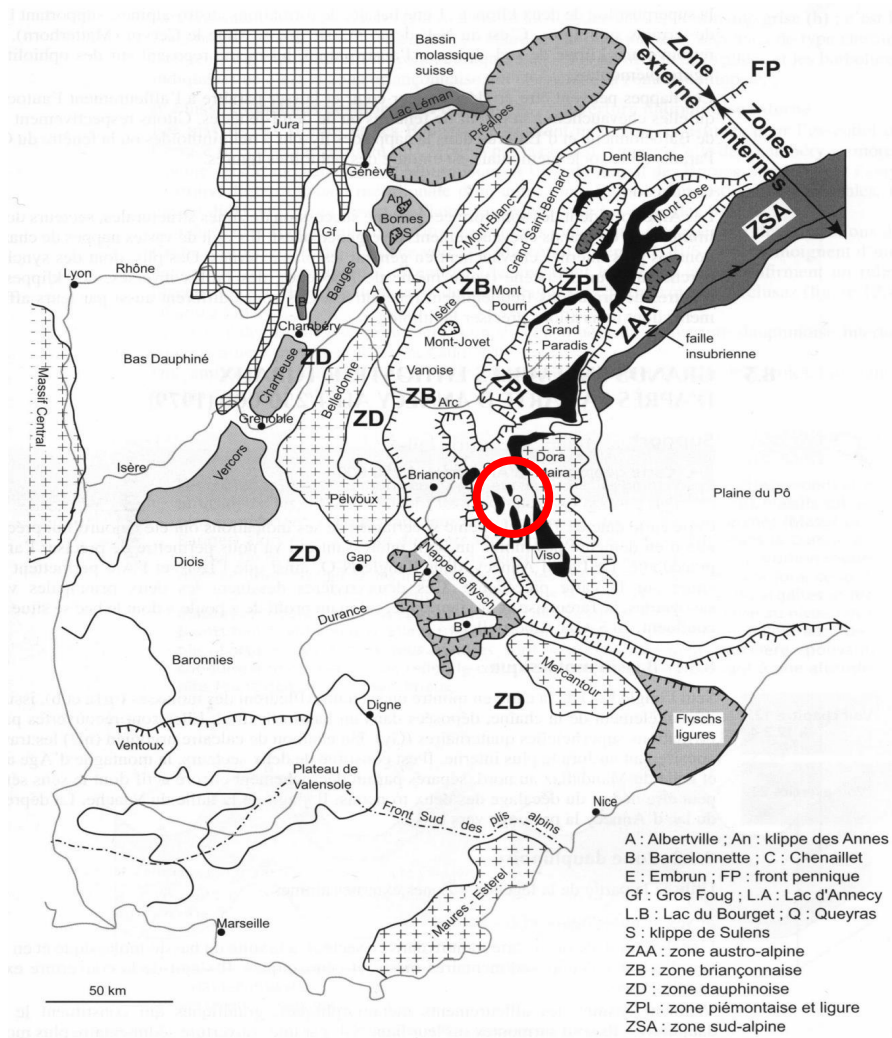 Bassin
molassique
suisse
Zone
externe
FP
Zones
internes
Lac Léman
Préalpes
Jura
Genève
Dent Blanche
Mont Rose
ZSA
An
Bornes
S
Mont-blanc
Grand Saint-Bernard
Gf
L.A
Lyon
Rhône
Bauges
A
Isère
ZB
Mont
Pourri
ZPL
ZAA
L.B
Chambéry
Mont-Jovet
Grand
Paradis
faille
insubrienne
Bas Dauphiné
ZD
Vanoise
Massif Central
Chartreuse
Belledonne
ZB
Arc
ZPL
Grenoble
ZD
Isère
Vercors
Briançon
Dora
Q
Plaine du Pô
Pelvoux
ZD
Viso
Diois
Gap
E
Nappe de flysch
Durance
B
Baronnies
Mercantour
ZD
Digne
Flyschs
ligures
Ventoux
Plateau de
Valensole
Front Sud des plis alpins
Nice
Maures - Esterel
Marseille
50 km
A : Alberville ; An : klippe des Annes
B : Barcelonnette ; C : Chenaillet
E : Embrun ; FP : front pennique
Gf : Gros Foug ; L.A : Lac d'Annecy
L.B : Lac du Bourget ; Q : Queyras
S : klippe de Sulens
ZAA : zone austro-alpine
ZB : zone briançonnaise
ZD : zone dauphinoise
ZPL : zone piémontaise et ligure
ZSA : zone sud-alpine